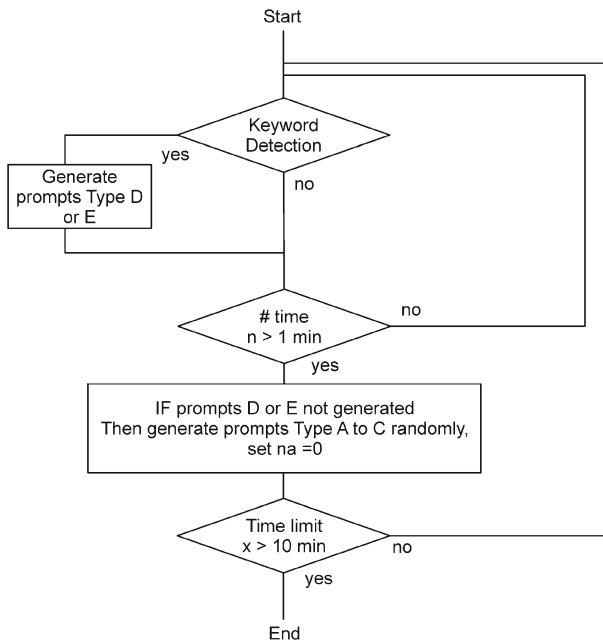 Start
Keyword
Detection
yes
no
Generate
prompts Type D
or E
# time
n > 1 min
no
yes
IF prompts D or E not generated
Then generate prompts Type A to C randomly,
set na =0
Time limit
x > 10 min
no
yes
End